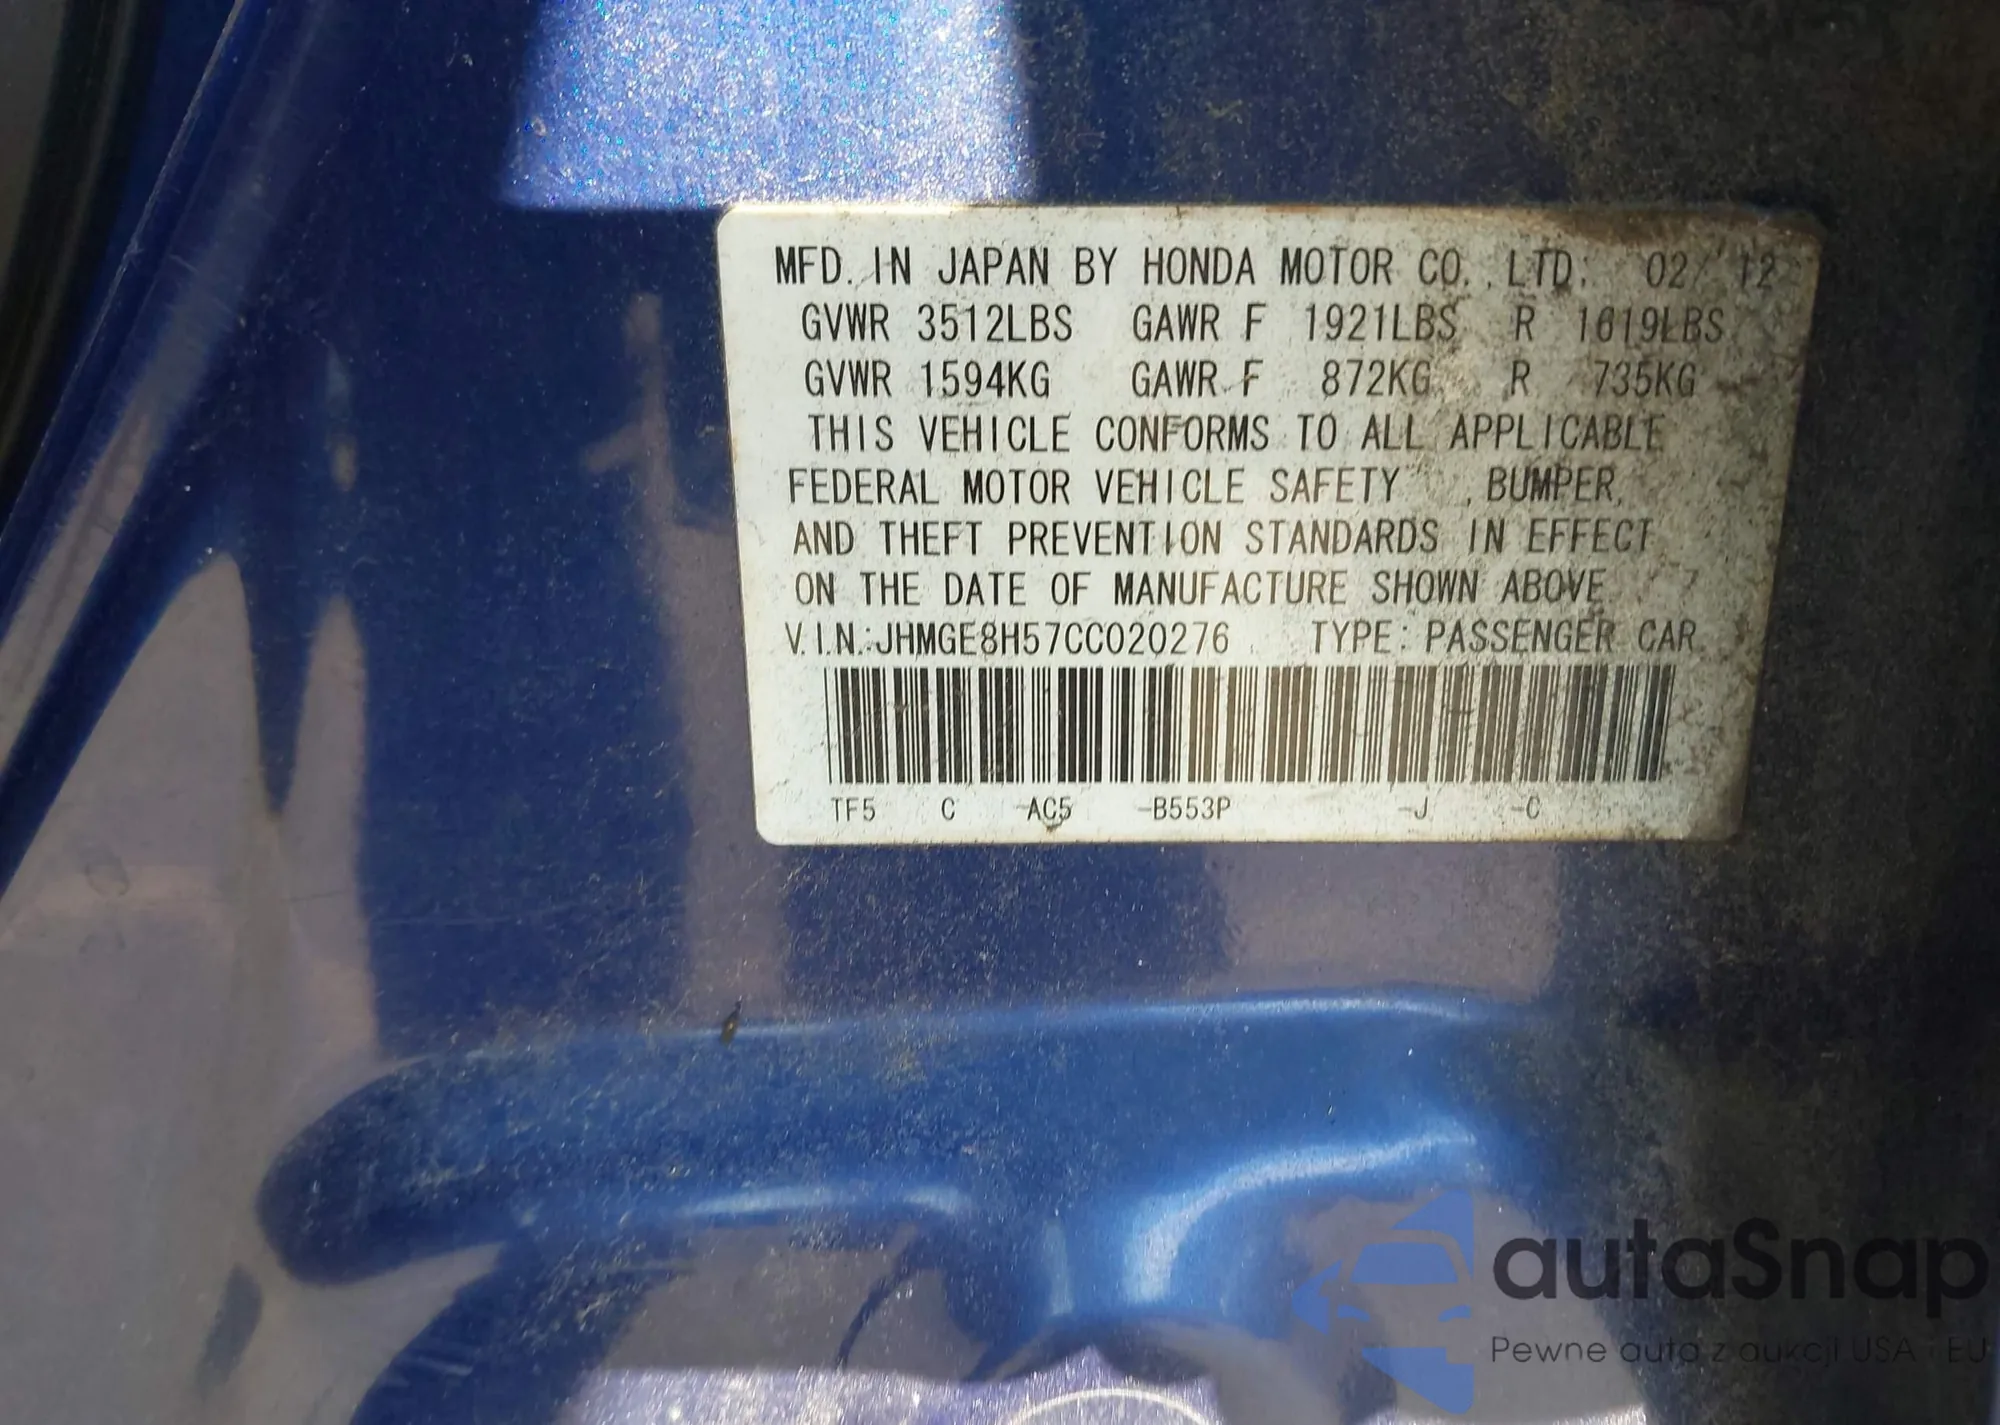 MFD. IN JAPAN BY HONDA MOTOR CO., LTD. 02/ 12
GVWR 3512LBS GAWR F 1921LBS R 1619LBS
GVWR 1594KG GAWR F 872KG R 735KG
THIS VEHICLE CONFORMS TO ALL APPLICABLE
FEDERAL MOTOR VEHICLE SAFETY , BUMPER,
AND THEFT PREVENTION STANDARDS IN EFFECT
ON THE DATE OF MANUFACTURE SHOWN ABOVE
V.I.N.:JHMGE8H57CC020276 TYPE: PASSENGER CAR
TF5 C -AC5 -B553P -J -C
autaSnap
Pewne auta z aukcji USA i EU